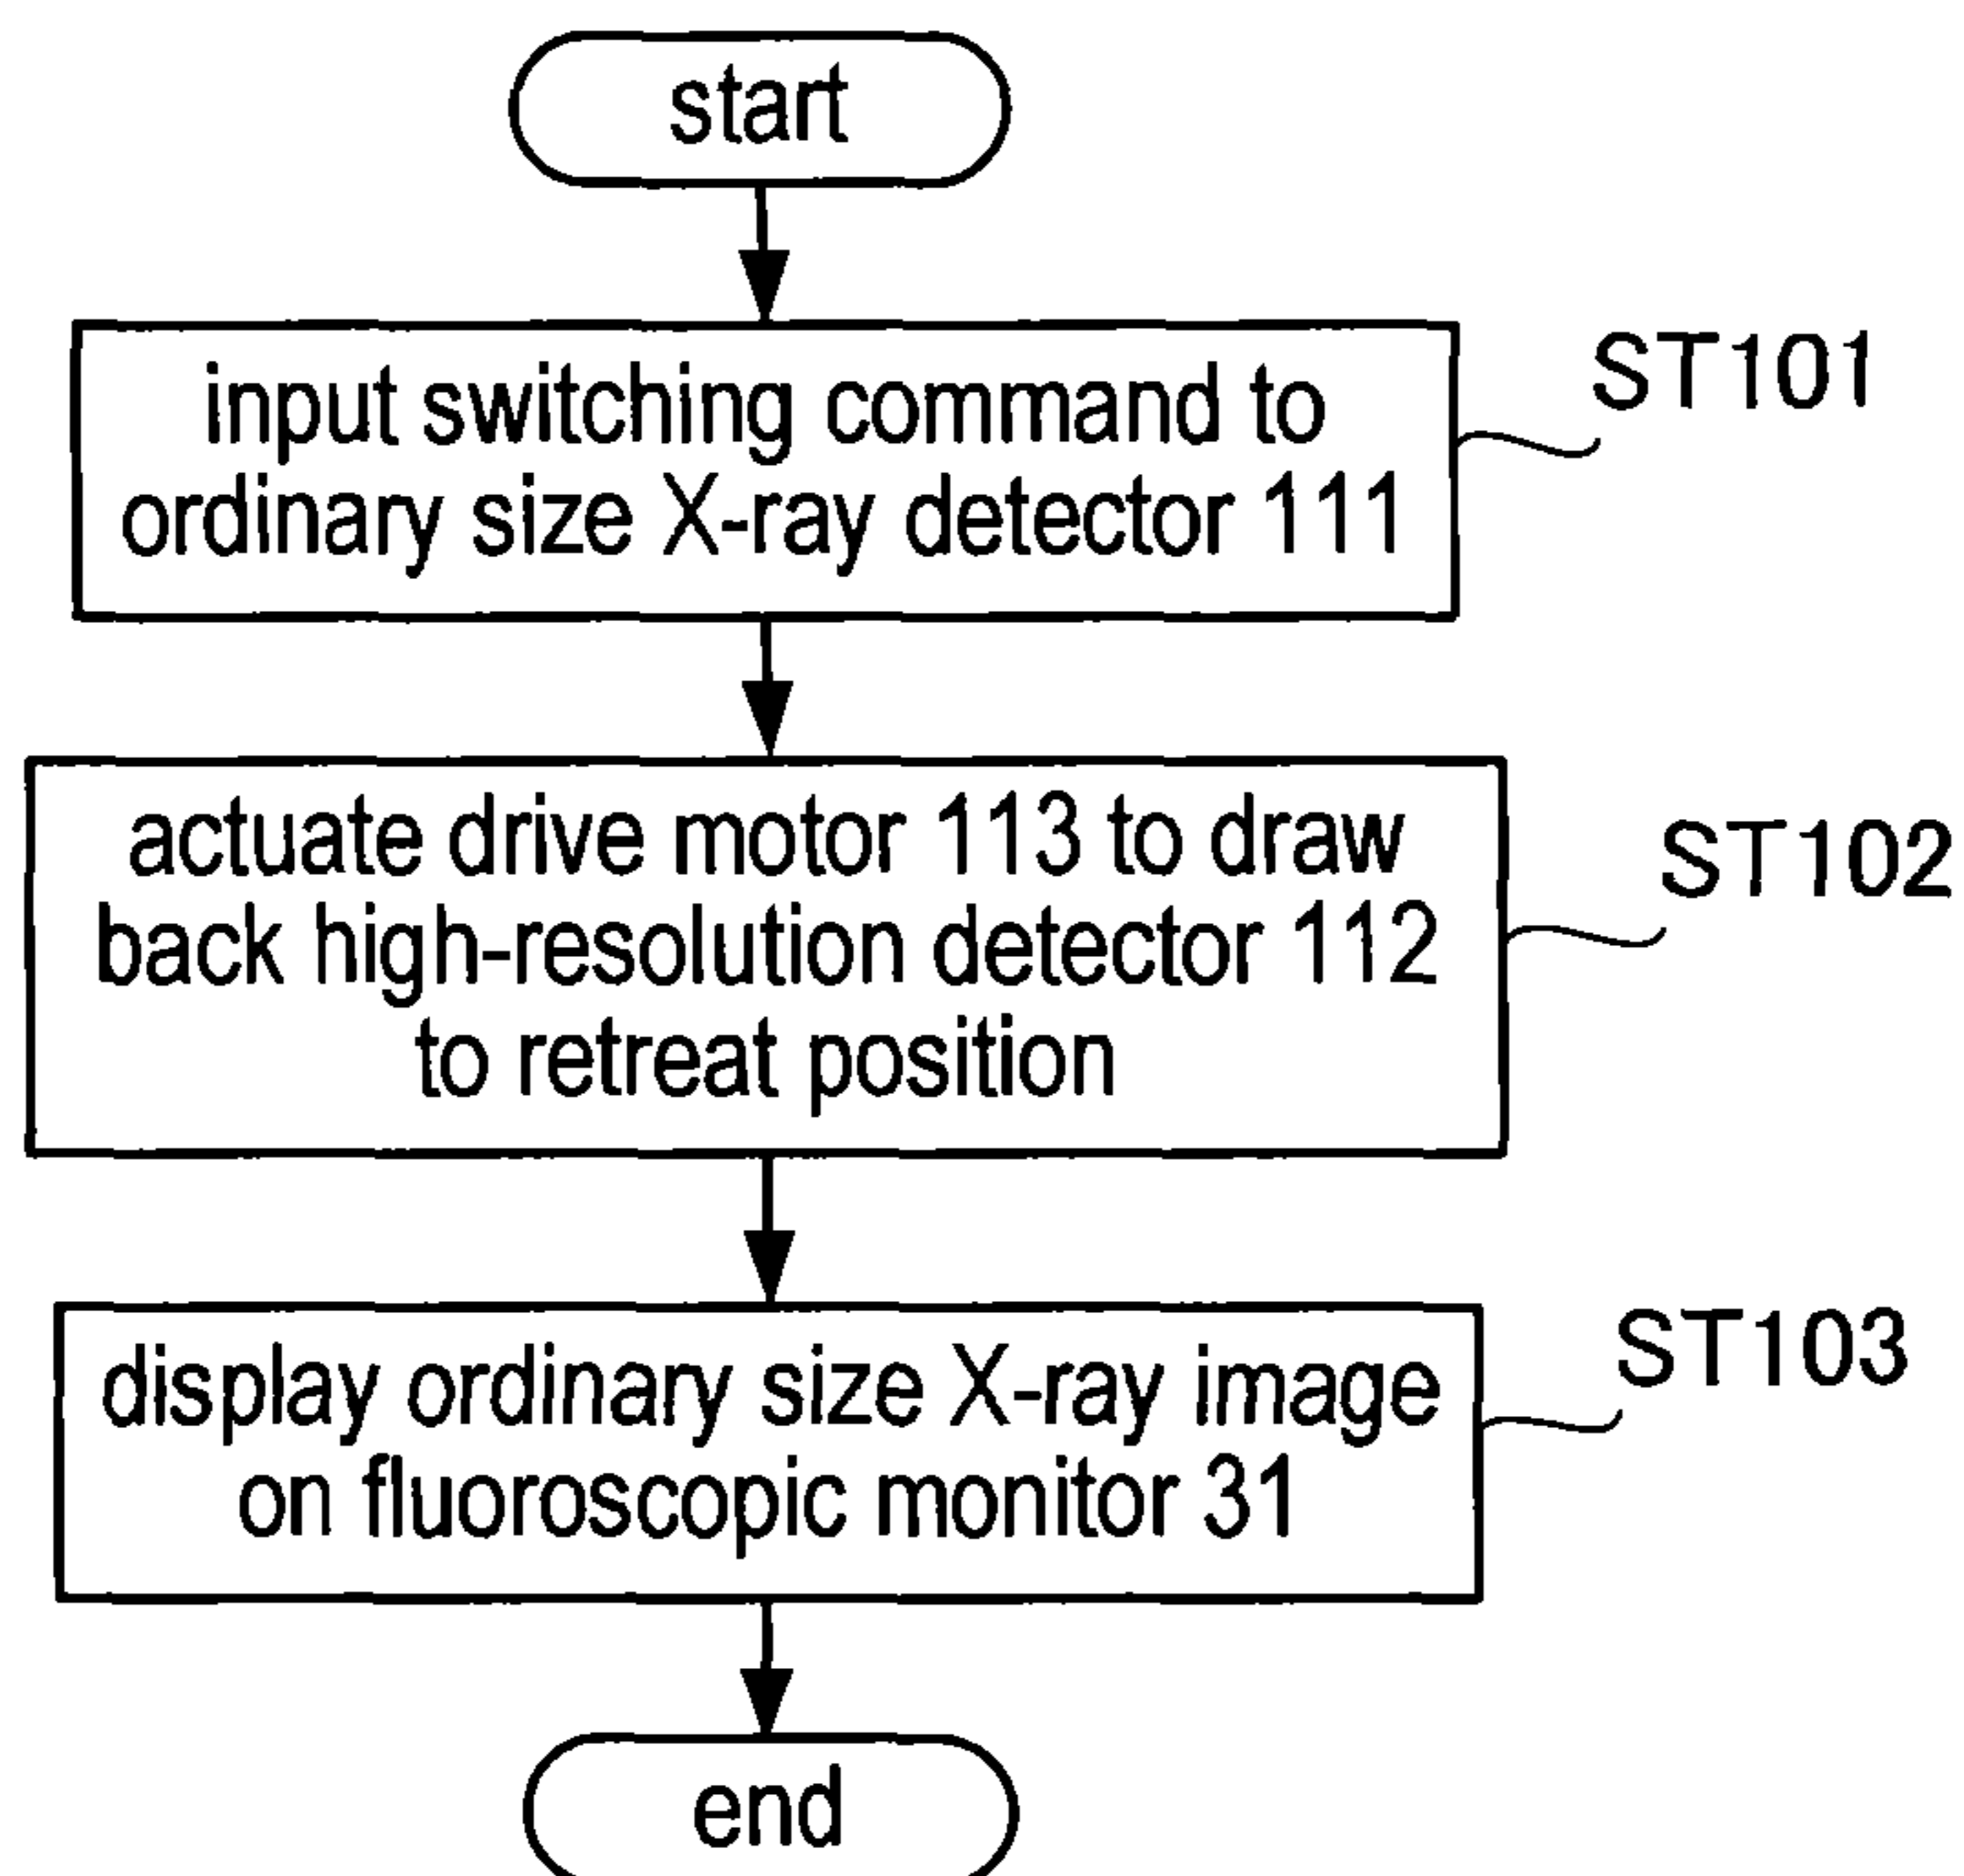 start
input switching command to
ordinary size X-ray detector 111
ST101
actuate drive motor 113 to draw
back high-resolution detector 112
to retreat position
ST102
display ordinary size X-ray image
on fluoroscopic monitor 31
ST103
end